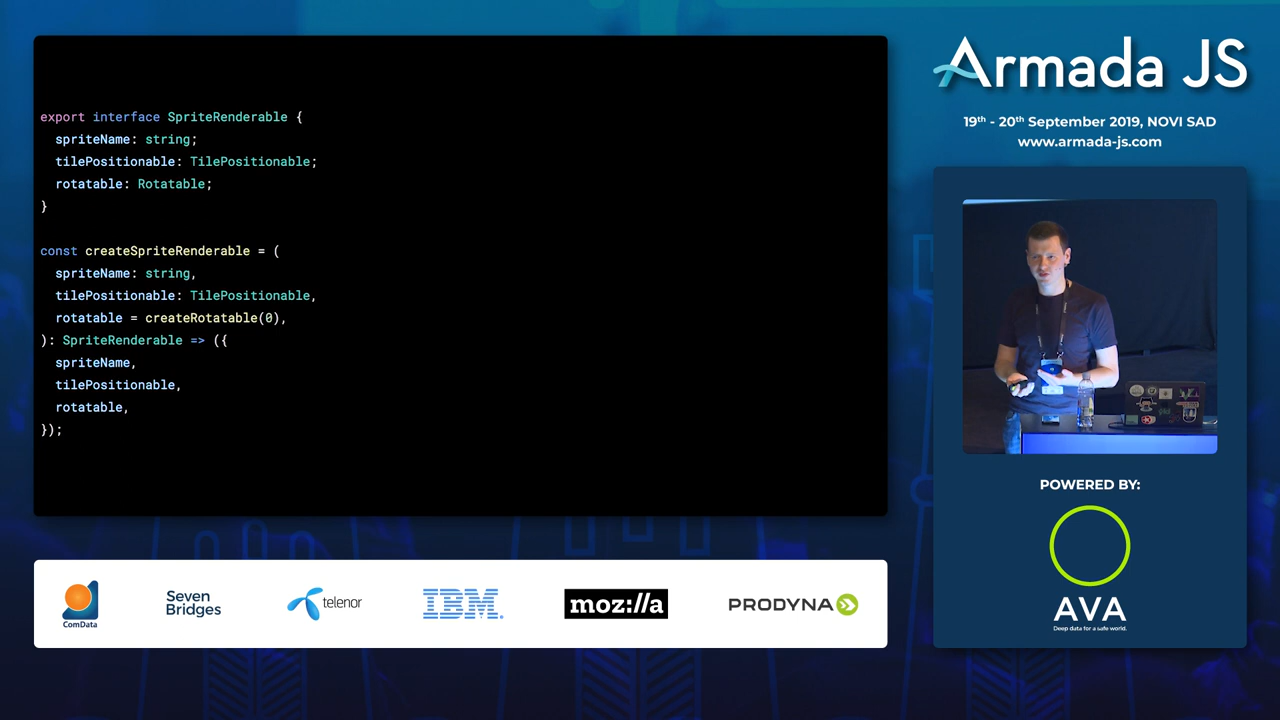 export interface SpriteRenderable {
spriteName: string;
tilePositionable: TilePositionable;
rotatable: Rotatable;
}
const createSpriteRenderable = (
spriteName: string,
tilePositionable: TilePositionable,
rotatable = createRotatable(0),
): SpriteRenderable => ({
spriteName,
tilePositionable,
rotatable,
});
Armada JS
19th - 20th September 2019, NOVI SAD
www.armada-js.com
POWERED BY:
AVA
Deep data for a safe world.
ComData
Seven
Bridges
telenor
IBM
moz://a
PRODYNA